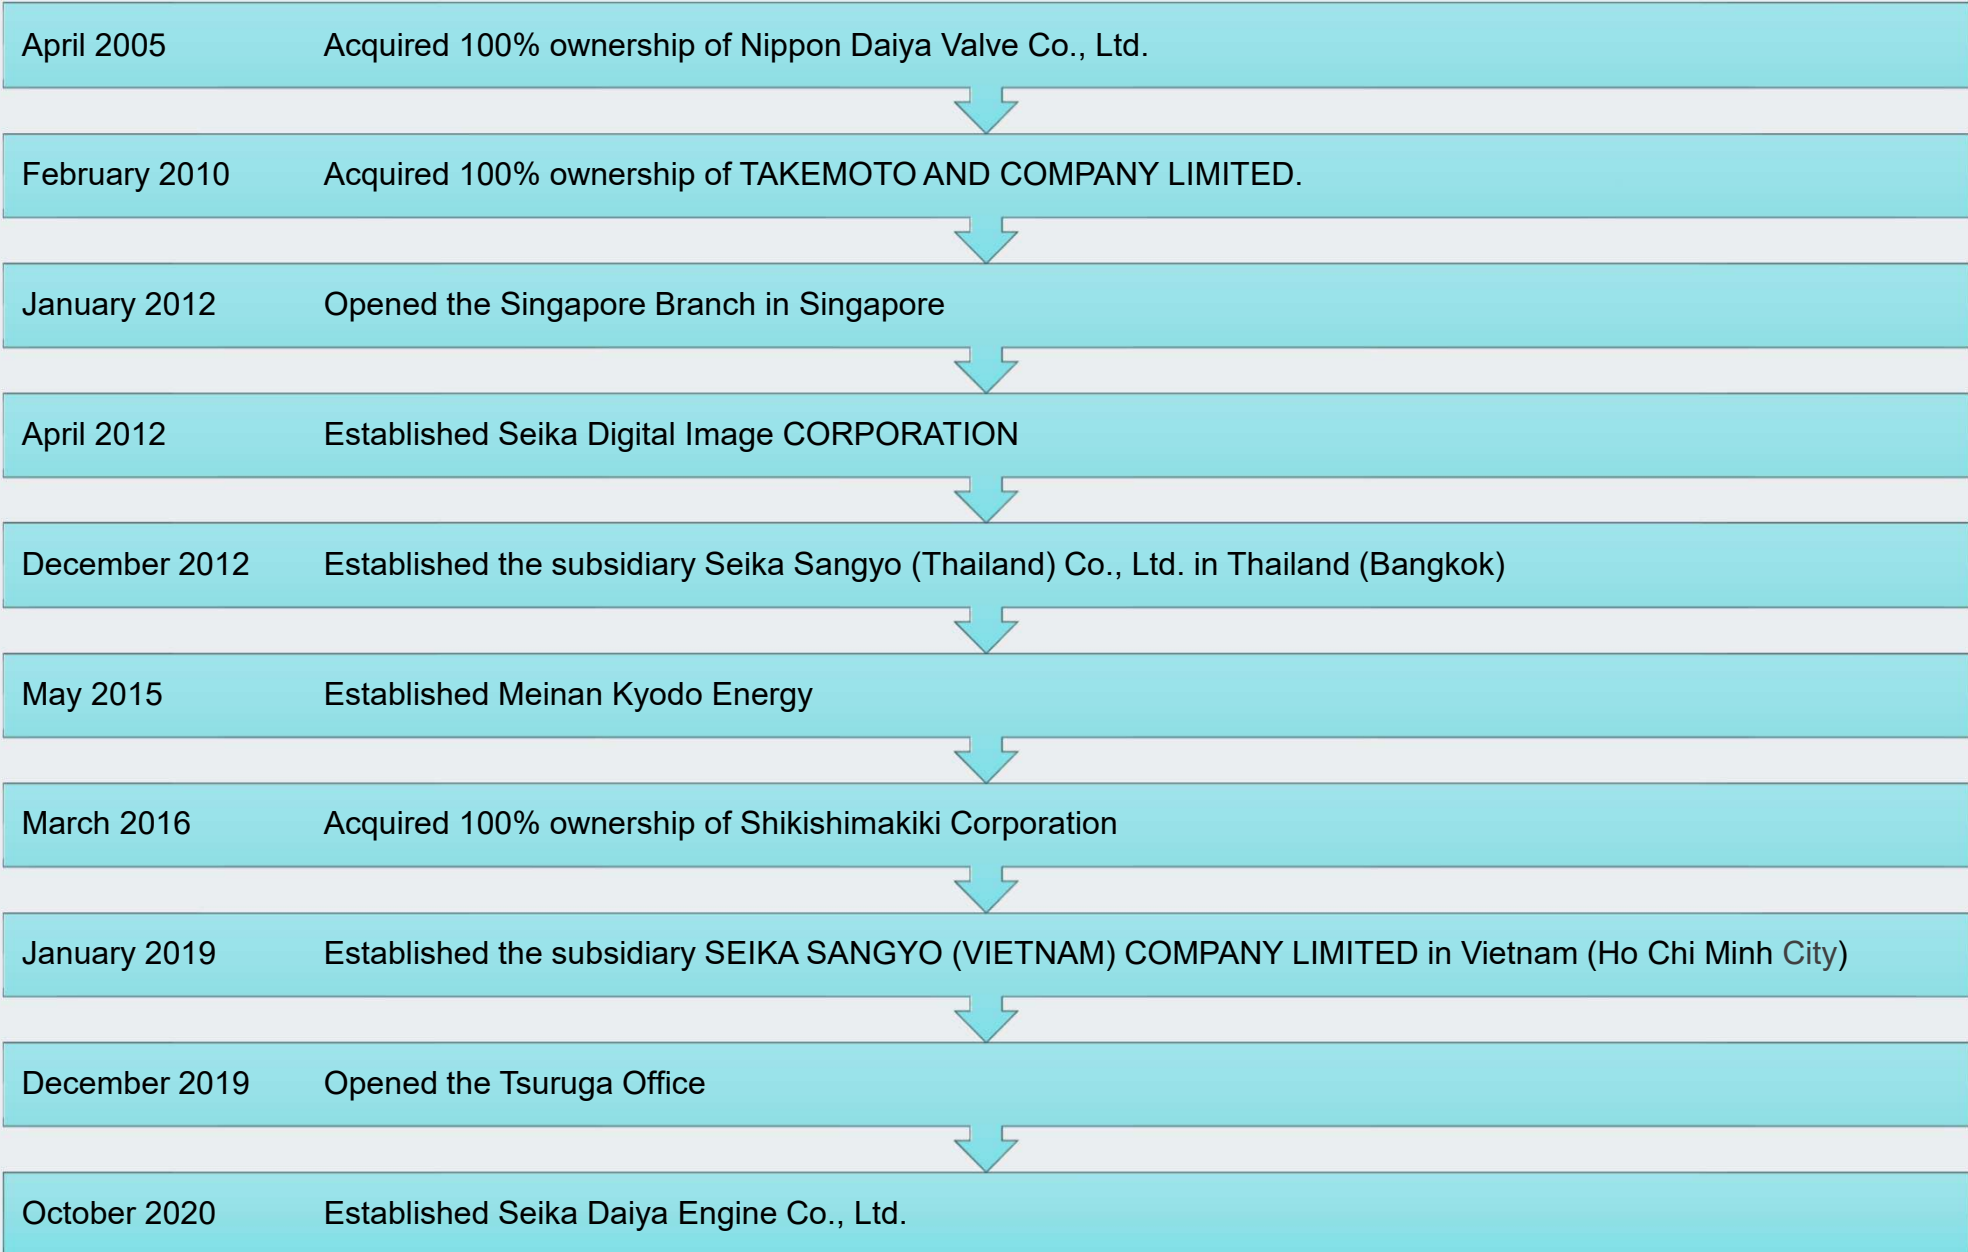 April 2005 Acquired 100% ownership of Nippon Daiya Valve Co., Ltd.
February 2010 Acquired 100% ownership of TAKEMOTO AND COMPANY LIMITED.
January 2012 Opened the Singapore Branch in Singapore
April 2012 Established Seika Digital Image CORPORATION
December 2012 Established the subsidiary Seika Sangyo (Thailand) Co., Ltd. in Thailand (Bangkok)
May 2015 Established Meinan Kyodo Energy
March 2016 Acquired 100% ownership of Shikishimakiki Corporation
January 2019 Established the subsidiary SEIKA SANGYO (VIETNAM) COMPANY LIMITED in Vietnam (Ho Chi Minh City)
December 2019 Opened the Tsuruga Office
October 2020 Established Seika Daiya Engine Co., Ltd.